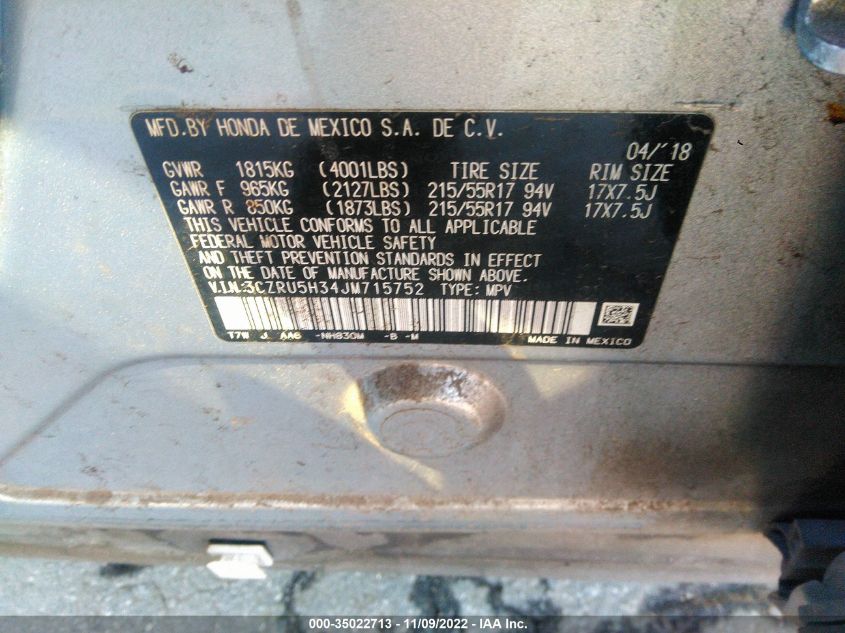 MFD.BY HONDA DE MEXICO S.A. DE C.V.
04/'18
GVWR 1815KG (4001LBS) TIRE SIZE RIM SIZE
GAWR F 965KG (2127LBS) 215/55R17 94V 17X7.5J
GAWR R 850KG (1873LBS) 215/55R17 94V 17X7.5J
THIS VEHICLE CONFORMS TO ALL APPLICABLE
FEDERAL MOTOR VEHICLE SAFETY
AND THEFT PREVENTION STANDARDS IN EFFECT
ON THE DATE OF MANUFACTURE SHOWN ABOVE.
V.I.N:3CZRU5H34JM715752 TYPE: MPV
T7W J AA6 -NH830M -B -M MADE IN MEXICO
000-35022713 - 11/09/2022 - IAA Inc.